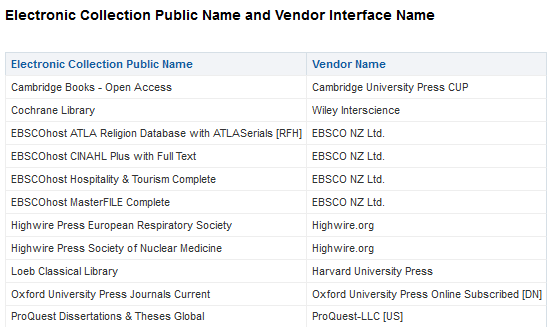 Electronic Collection Public Name and Vendor Interface Name
Electronic Collection Public Name Vendor Name
Cambridge Books - Open Access Cambridge University Press CUP
Cochrane Library Wiley Interscience
EBSCOhost ATLA Religion Database with ATLASerials [RFH] EBSCO NZ Ltd.
EBSCOhost CINAHL Plus with Full Text EBSCO NZ Ltd.
EBSCOhost Hospitality & Tourism Complete EBSCO NZ Ltd.
EBSCOhost MasterFILE Complete EBSCO NZ Ltd.
Highwire Press European Respiratory Society Highwire.org
Highwire Press Society of Nuclear Medicine Highwire.org
Loeb Classical Library Harvard University Press
Oxford University Press Journals Current Oxford University Press Online Subscribed [DN]
ProQuest Dissertations & Theses Global ProQuest-LLC [US]